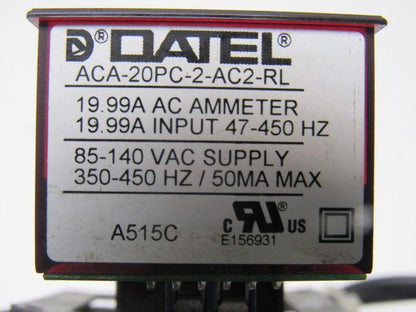 ® DATEL®
ACA-20PC-2-AC2-RL
19.99A AC AMMETER
19.99A INPUT 47-450 HZ
85-140 VAC SUPPLY
350-450 HZ / 50MA MAX
A515C
C RU US
E156931